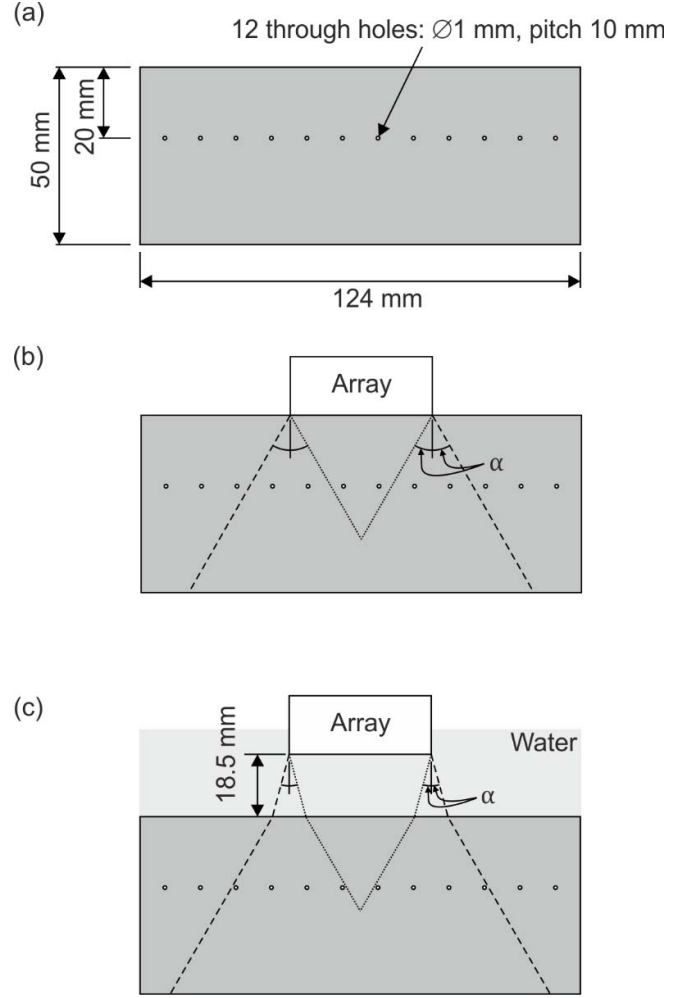 (a)
12 through holes: ∅1 mm, pitch 10 mm
50 mm
20 mm
124 mm
(b)
Array
α
(c)
Array
Water
18.5 mm
α